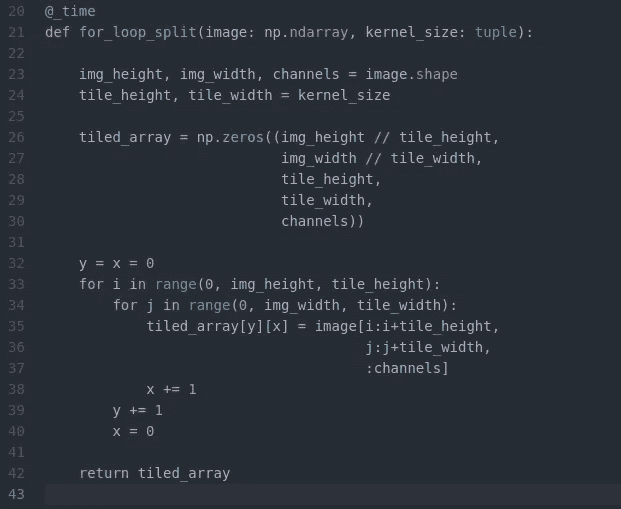 20 @_time
21 def for_loop_split(image: np.ndarray, kernel_size: tuple):
22
23     img_height, img_width, channels = image.shape
24     tile_height, tile_width = kernel_size
25
26     tiled_array = np.zeros((img_height // tile_height,
27                             img_width // tile_width,
28                             tile_height,
29                             tile_width,
30                             channels))
31
32     y = x = 0
33     for i in range(0, img_height, tile_height):
34         for j in range(0, img_width, tile_width):
35             tiled_array[y][x] = image[i:i+tile_height,
36                                       j:j+tile_width,
37                                       :channels]
38             x += 1
39         y += 1
40         x = 0
41
42     return tiled_array
43